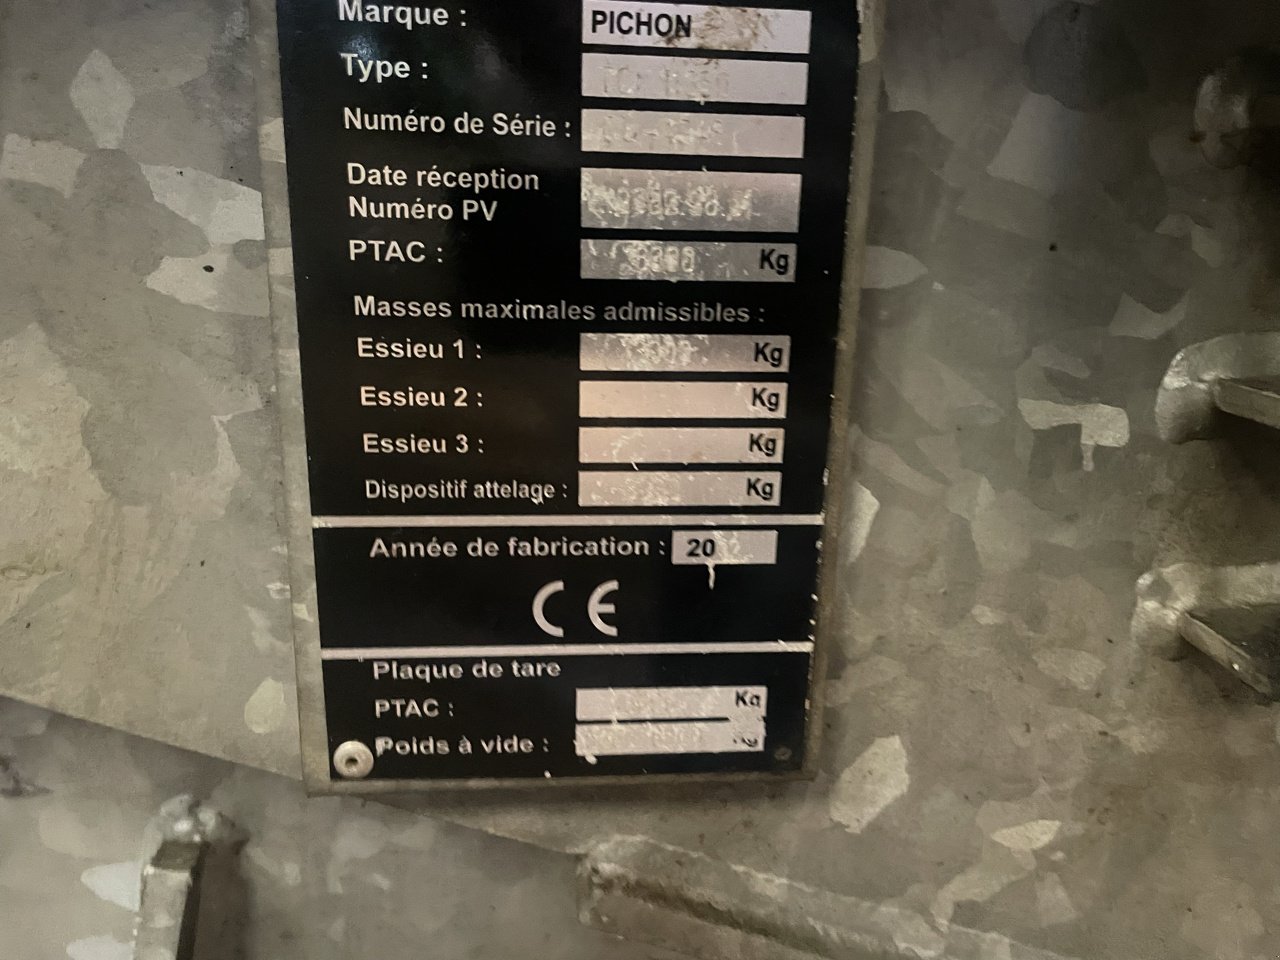 Marque : PICHON
Type :
Numéro de Série :
Date réception
Numéro PV
PTAC : Kg
Masses maximales admissibles :
Essieu 1 : Kg
Essieu 2 : Kg
Essieu 3 : Kg
Dispositif attelage : Kg
Année de fabrication : 20
CE
Plaque de tare
PTAC : Kg
Poids à vide : Kg